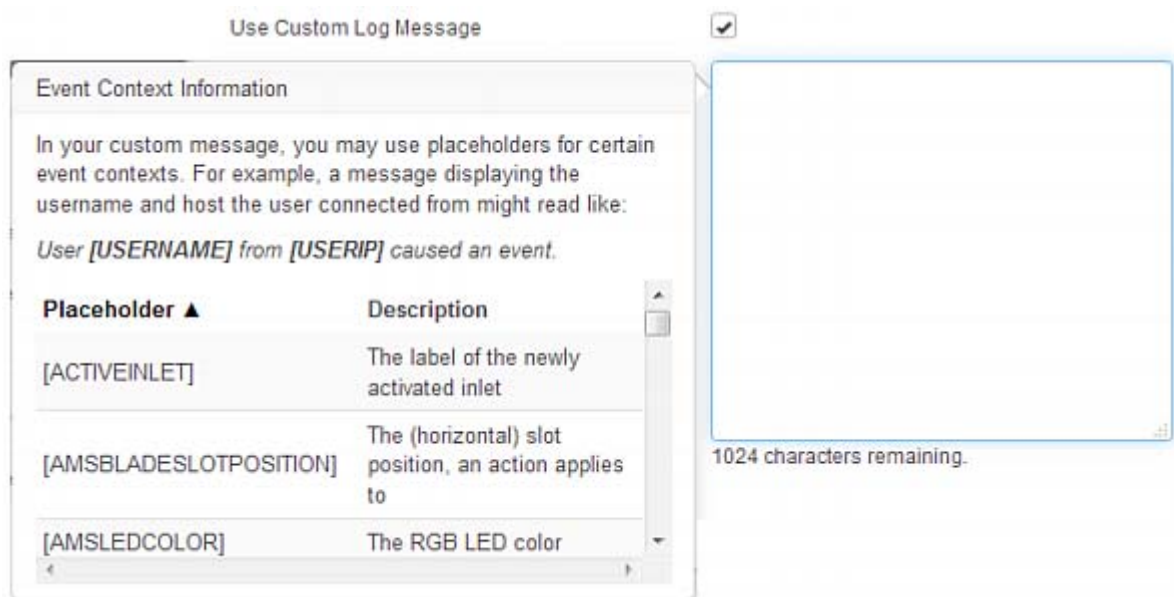 Use Custom Log Message
Event Context Information
In your custom message, you may use placeholders for certain
event contexts. For example, a message displaying the
username and host the user connected from might read like:
User [USERNAME] from [USERIP] caused an event.
Placeholder ▲ Description
[ACTIVEINLET] The label of the newly
activated inlet
[AMSBLADESLOTPOSITION] The (horizontal) slot
position, an action applies
to
[AMSLEDCOLOR] The RGB LED color
1024 characters remaining.